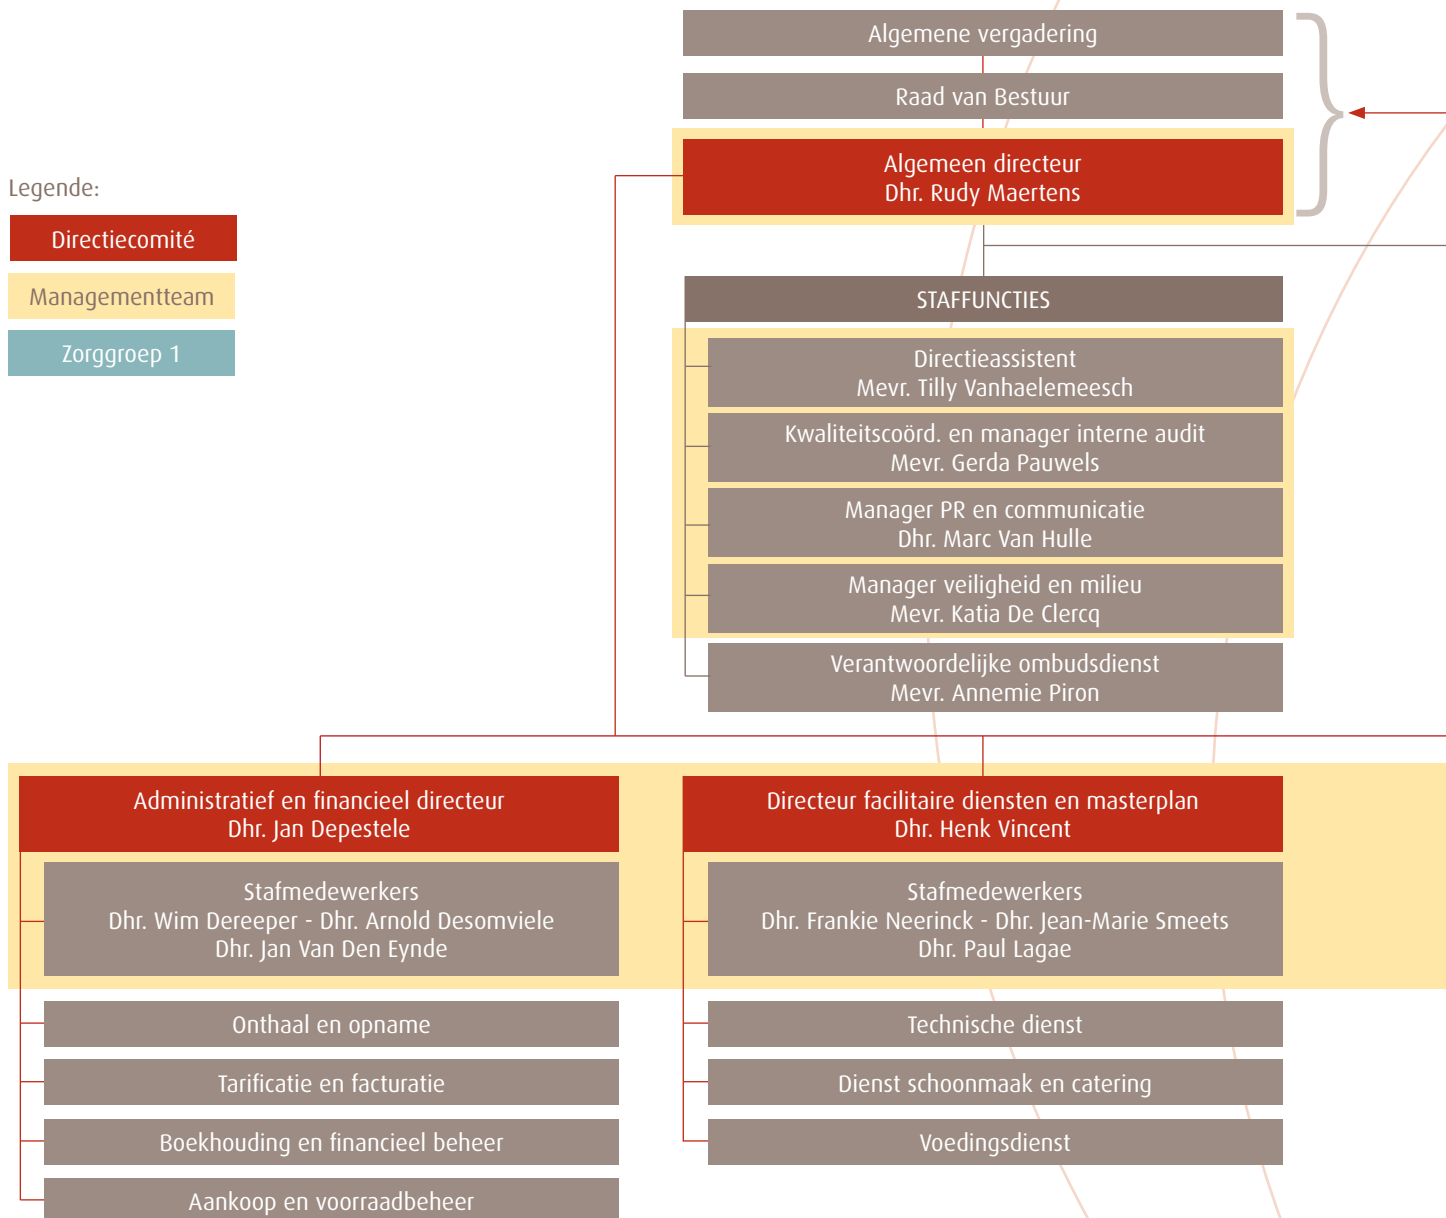 Algemene vergadering
Raad van Bestuur
Algemeen directeur
Dhr. Rudy Maertens
Legende:
Directiecomité
Managementteam
Zorggroep 1
STAFFUNCTIES
Directieassistent
Mevr. Tilly Vanhaelemeesch
Kwaliteitscoörd. en manager interne audit
Mevr. Gerda Pauwels
Manager PR en communicatie
Dhr. Marc Van Hulle
Manager veiligheid en milieu
Mevr. Katia De Clercq
Verantwoordelijke ombudsdienst
Mevr. Annemie Piron
Administratief en financieel directeur
Dhr. Jan Depestele
Stafmedewerkers
Dhr. Wim Dereeper - Dhr. Arnold Desomviele
Dhr. Jan Van Den Eynde
Onthaal en opname
Tarificatie en facturatie
Boekhouding en financieel beheer
Aankoop en voorraadbeheer
Directeur facilitaire diensten en masterplan
Dhr. Henk Vincent
Stafmedewerkers
Dhr. Frankie Neerinck - Dhr. Jean-Marie Smeets
Dhr. Paul Lagae
Technische dienst
Dienst schoonmaak en catering
Voedingsdienst